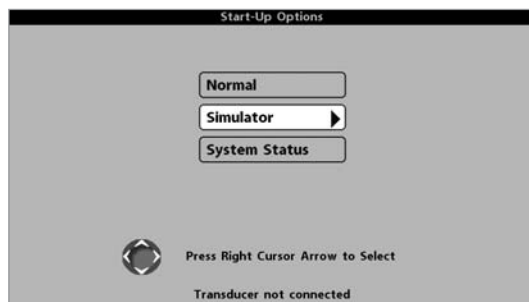 Start-Up Options
Normal
Simulator
System Status
Press Right Cursor Arrow to Select
Transducer not connected